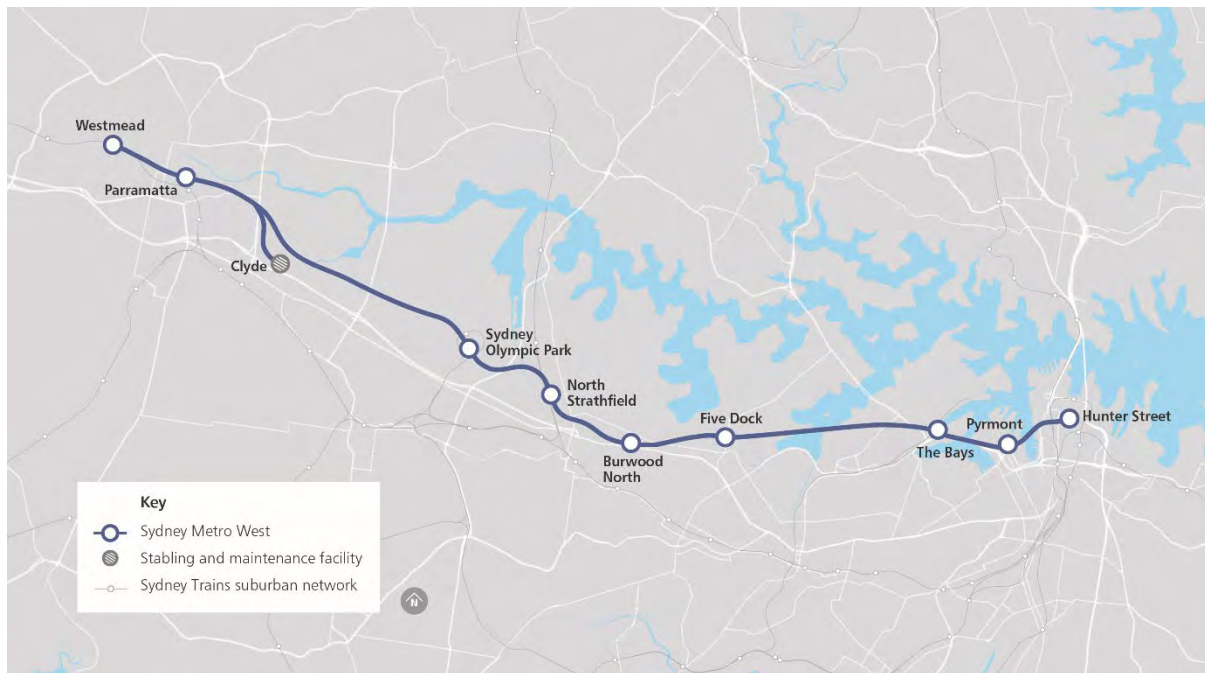 Westmead
Parramatta
Clyde
Sydney
Olympic Park
North
Strathfield
Burwood
North
Five Dock
The Bays
Pyrmont
Hunter Street
Key
Sydney Metro West
Stabling and maintenance facility
Sydney Trains suburban network
N